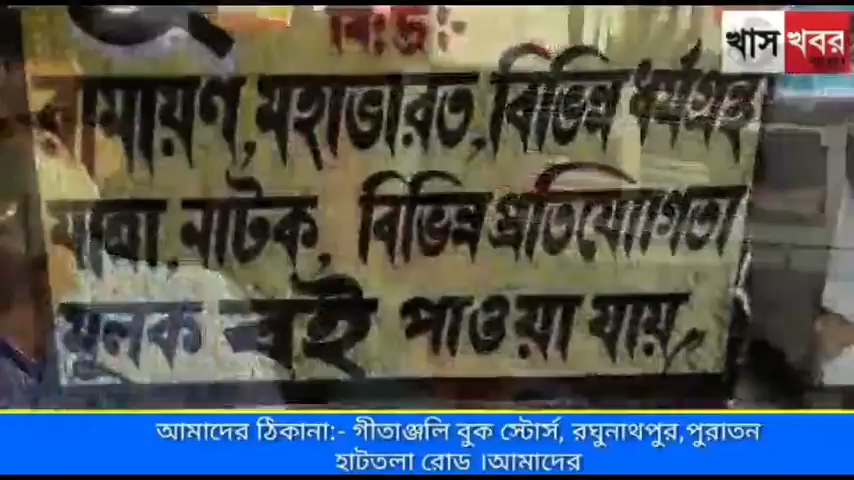 খাস খবর
বিঃদ্রঃ-
রামায়ণ, মহাভারত, বিভিন্ন ধর্মগ্রন্থ
যাত্রা, নাটক, বিভিন্ন প্রতিযোগিতা
মূলক বই পাওয়া যায়
আমাদের ঠিকানা:- গীতাঞ্জলি বুক স্টোর্স, রঘুনাথপুর,পুরাতন
হাটতলা রোড ।আমাদের